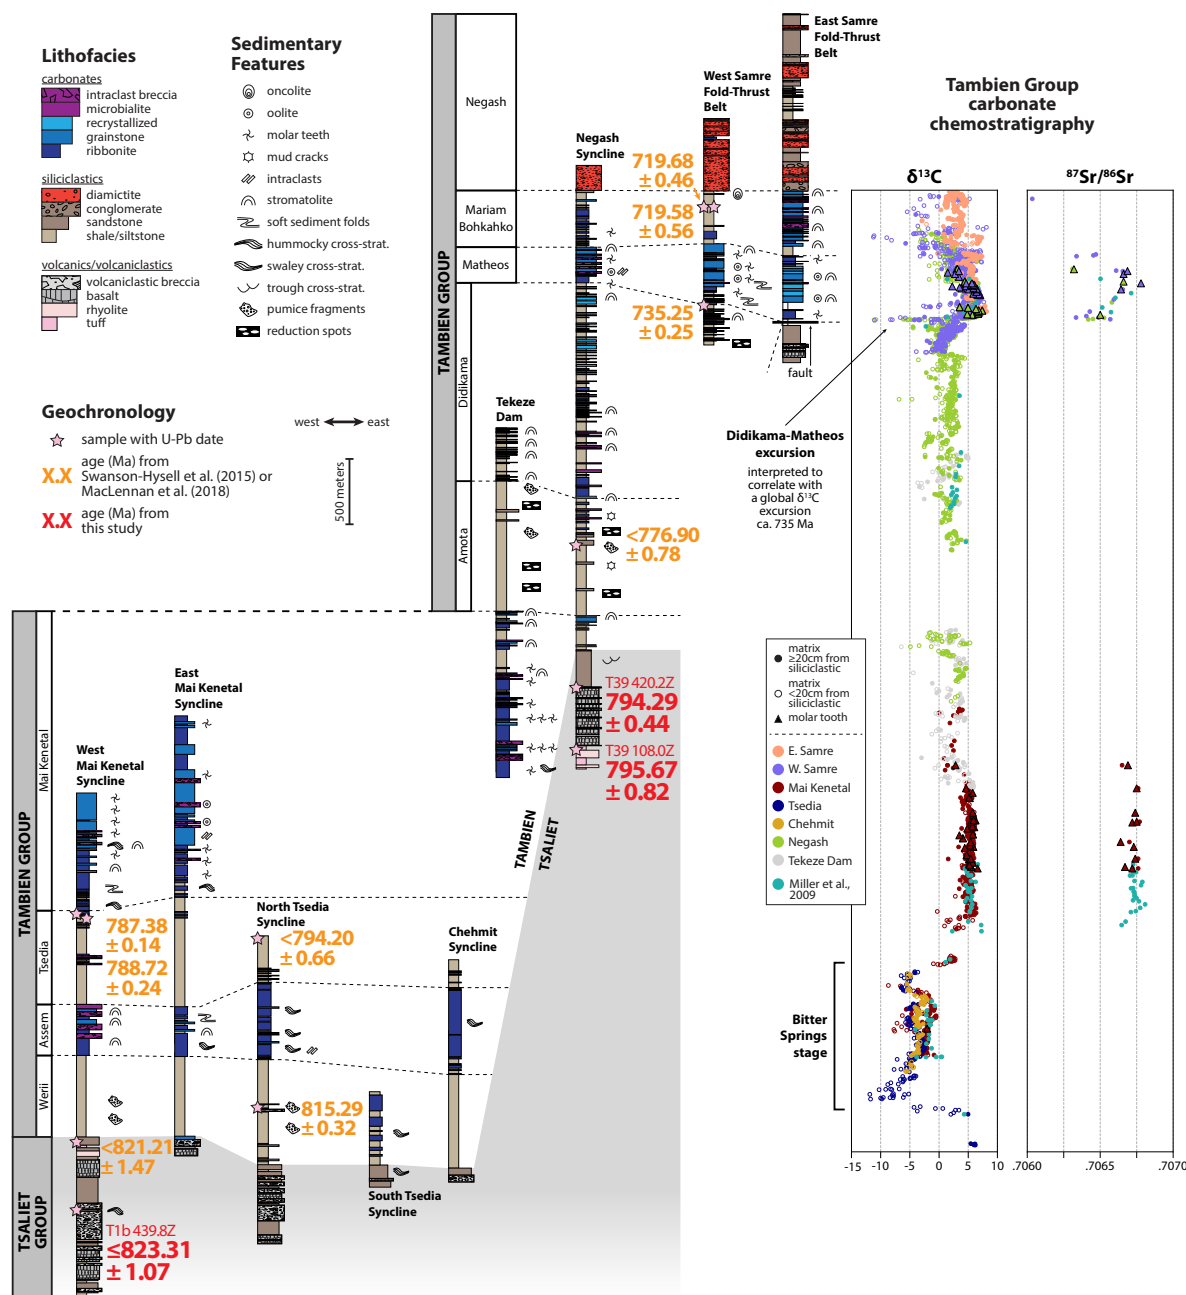 Lithofacies
carbonates
intraclast breccia
microbialite
recrystallized
grainstone
ribbonite
siliciclastics
diamictite
conglomerate
sandstone
shale/siltstone
volcanics/volcaniclastics
volcaniclastic breccia
basalt
rhyolite
tuff
Sedimentary
Features
oncolite
oolite
molar teeth
mud cracks
intraclasts
stromatolite
soft sediment folds
hummocky cross-strat.
swaley cross-strat.
trough cross-strat.
pumice fragments
reduction spots
Geochronology
sample with U-Pb date
X.X
age (Ma) from
Swanson-Hysell et al. (2015) or
MacLennan et al. (2018)
X.X
age (Ma) from
this study
west
east
500 meters
TAMBIEN GROUP
Negash
Mariam
Bohkahko
Matheos
Didikama
Amota
Tekeze
Dam
Negash
Syncline
West Samre
Fold-Thrust
Belt
East Samre
Fold-Thrust
Belt
719.68
± 0.46
719.58
± 0.56
735.25
± 0.25
fault
<776.90
± 0.78
T39 420.2Z
794.29
± 0.44
T39 108.0Z
795.67
± 0.82
TAMBIEN
TSALIET
TAMBIEN GROUP
TSALIET
GROUP
Mai Kenetal
Tsedia
Assem
Werii
West
Mai Kenetal
Syncline
East
Mai Kenetal
Syncline
North Tsedia
Syncline
Chehmit
Syncline
South Tsedia
Syncline
787.38
± 0.14
788.72
± 0.24
<794.20
± 0.66
815.29
± 0.32
<821.21
± 1.47
T1b 439.8Z
≤823.31
± 1.07
Tambien Group
carbonate
chemostratigraphy
δ¹³C
⁸⁷Sr/⁸⁶Sr
Didikama-Matheos
excursion
interpreted to
correlate with
a global δ¹³C
excursion
ca. 735 Ma
matrix
≥20cm from
siliciclastic
matrix
<20cm from
siliciclastic
molar tooth
E. Samre
W. Samre
Mai Kenetal
Tsedia
Chehmit
Negash
Tekeze Dam
Miller et al.,
2009
Bitter
Springs
stage
-15 -10 -5 0 5 10
.7060 .7065 .7070